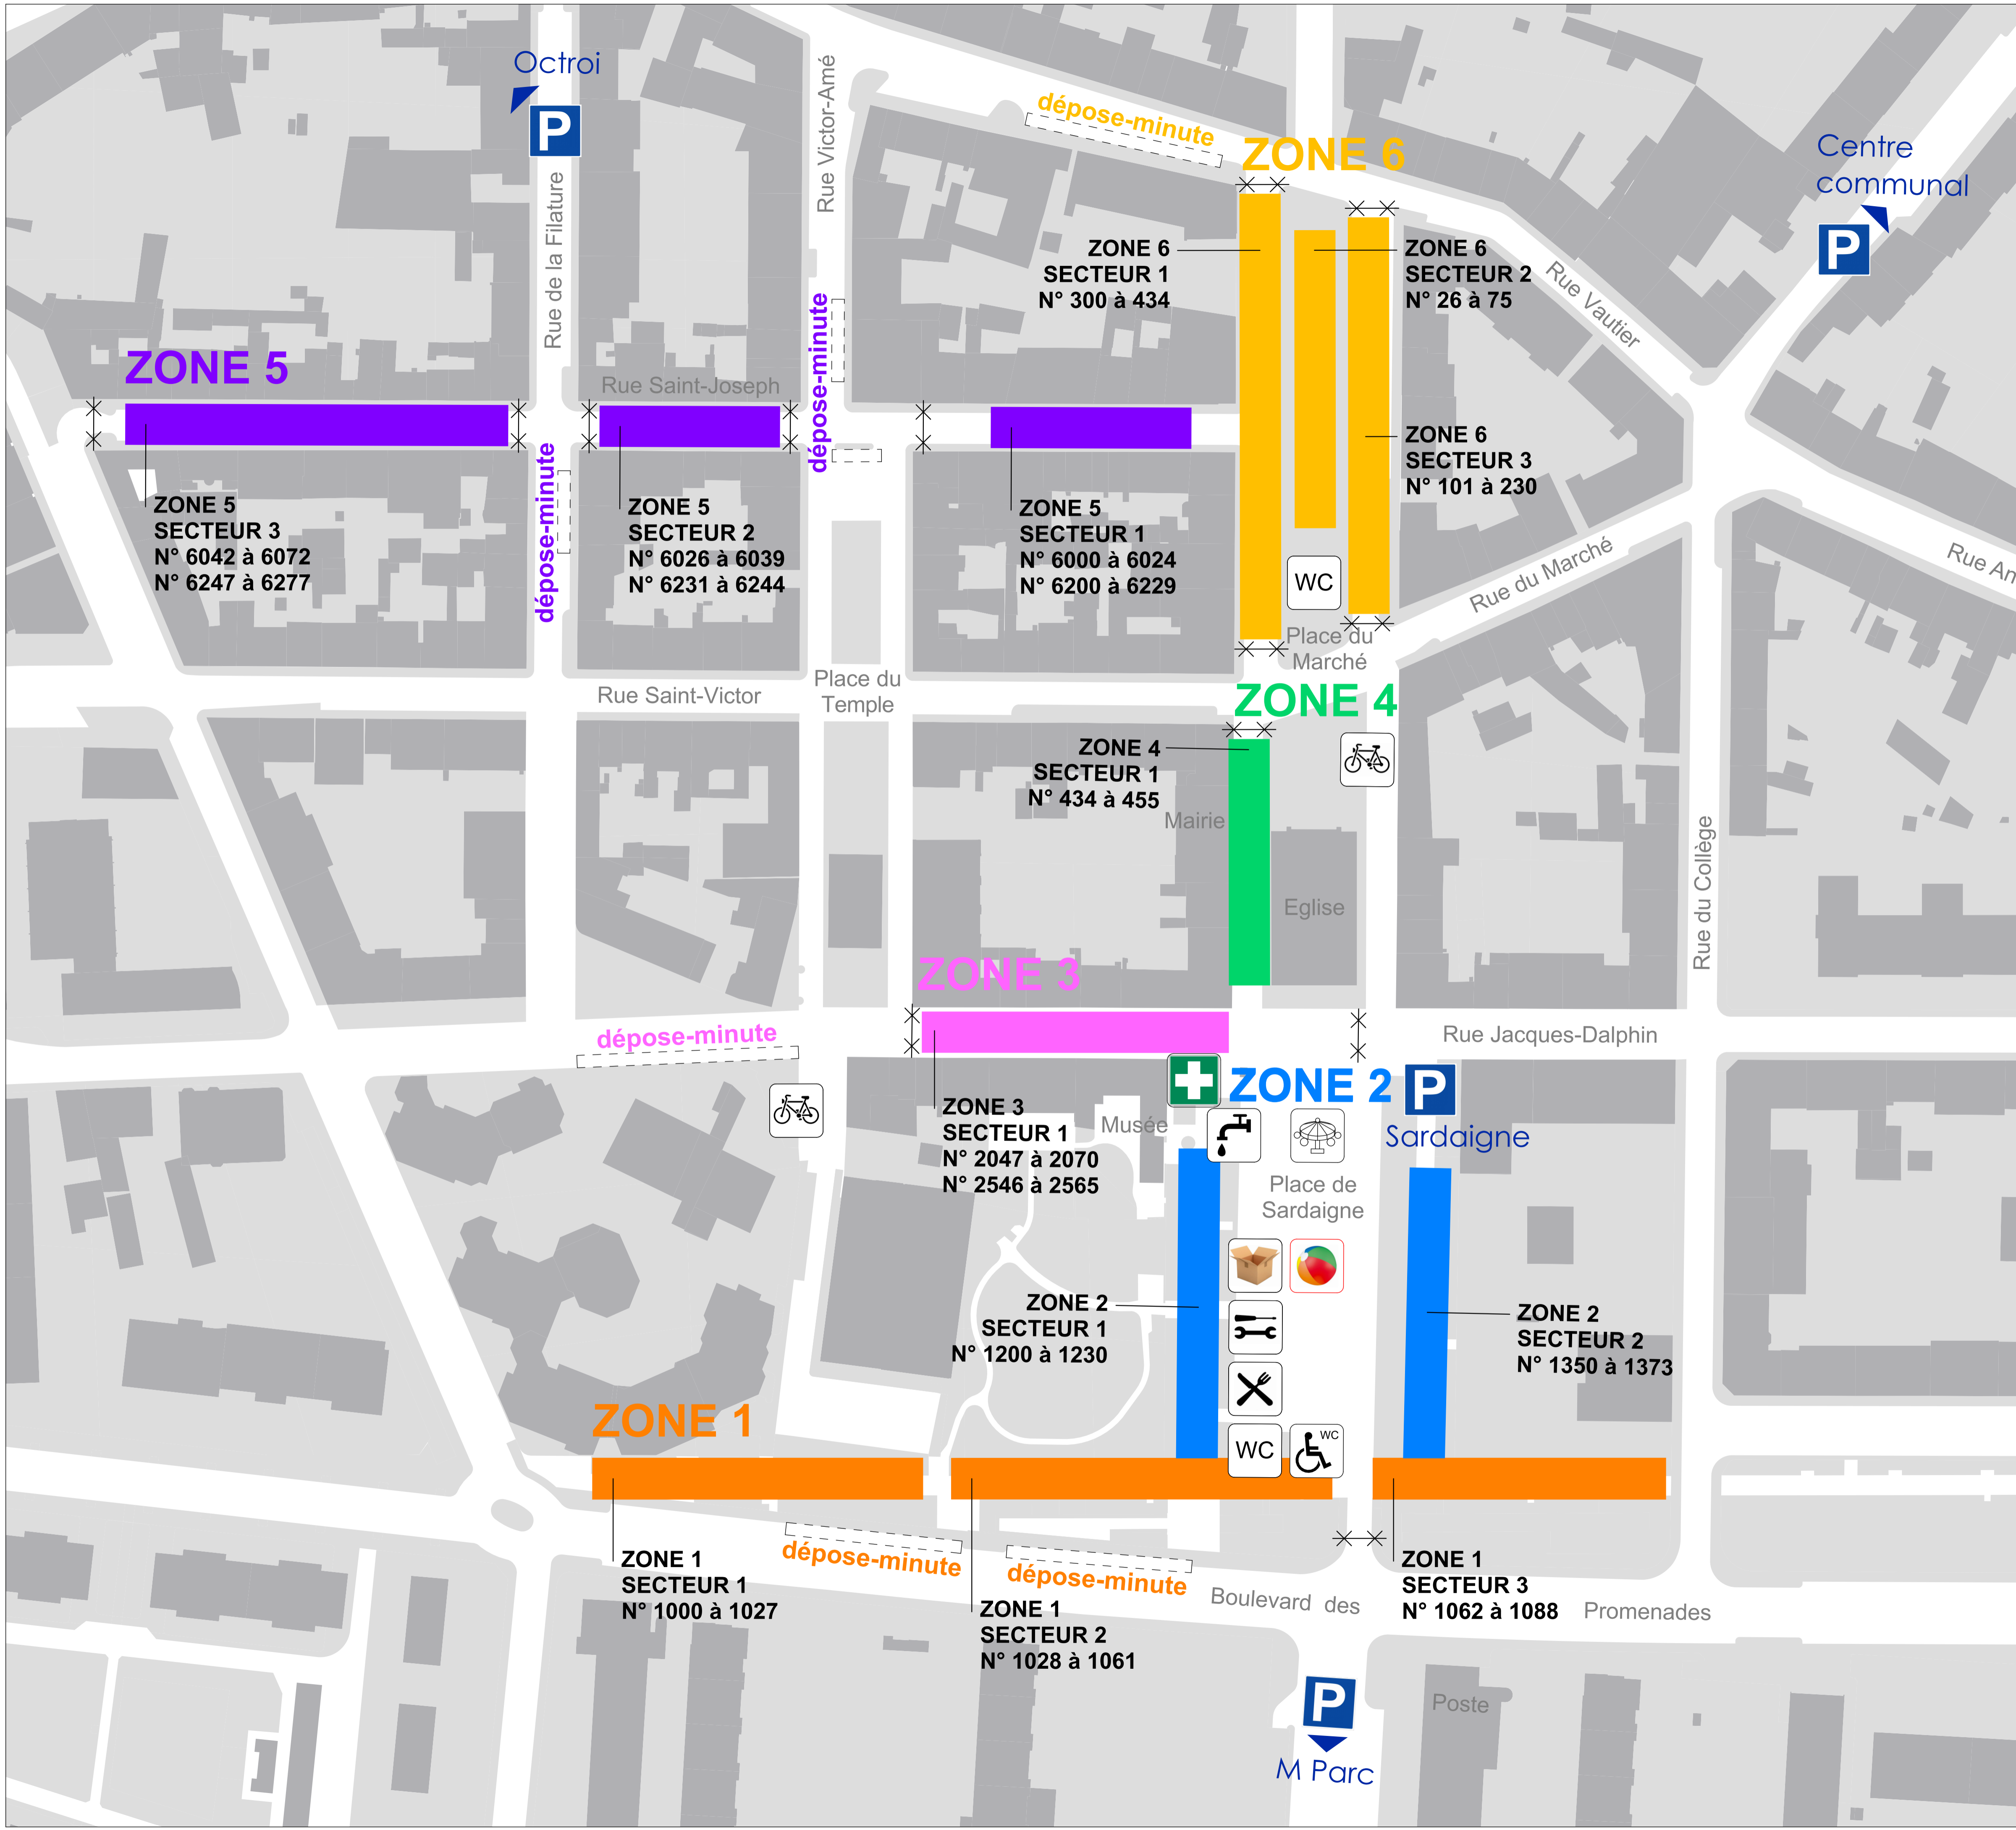 Octroi
P
Rue de la Filature
Rue Victor-Amé
dépose-minute
ZONE 6
Centre
communal
P
ZONE 6
SECTEUR 1
N° 300 à 434
ZONE 6
SECTEUR 2
N° 26 à 75
Rue Vautier
ZONE 5
Rue Saint-Joseph
dépose-minute
dépose-minute
ZONE 6
SECTEUR 3
N° 101 à 230
ZONE 5
SECTEUR 3
N° 6042 à 6072
N° 6247 à 6277
ZONE 5
SECTEUR 2
N° 6026 à 6039
N° 6231 à 6244
ZONE 5
SECTEUR 1
N° 6000 à 6024
N° 6200 à 6229
WC
Rue du Marché
Rue An
Place du
Marché
Rue Saint-Victor
Place du
Temple
ZONE 4
ZONE 4
SECTEUR 1
N° 434 à 455
Mairie
Eglise
Rue du Collège
ZONE 3
dépose-minute
Rue Jacques-Dalphin
ZONE 2
P
Sardaigne
ZONE 3
SECTEUR 1
N° 2047 à 2070
N° 2546 à 2565
Musée
Place de
Sardaigne
ZONE 2
SECTEUR 1
N° 1200 à 1230
ZONE 2
SECTEUR 2
N° 1350 à 1373
ZONE 1
WC
WC
dépose-minute
dépose-minute
ZONE 1
SECTEUR 1
N° 1000 à 1027
ZONE 1
SECTEUR 2
N° 1028 à 1061
ZONE 1
SECTEUR 3
N° 1062 à 1088
Boulevard des Promenades
P
M Parc
Poste